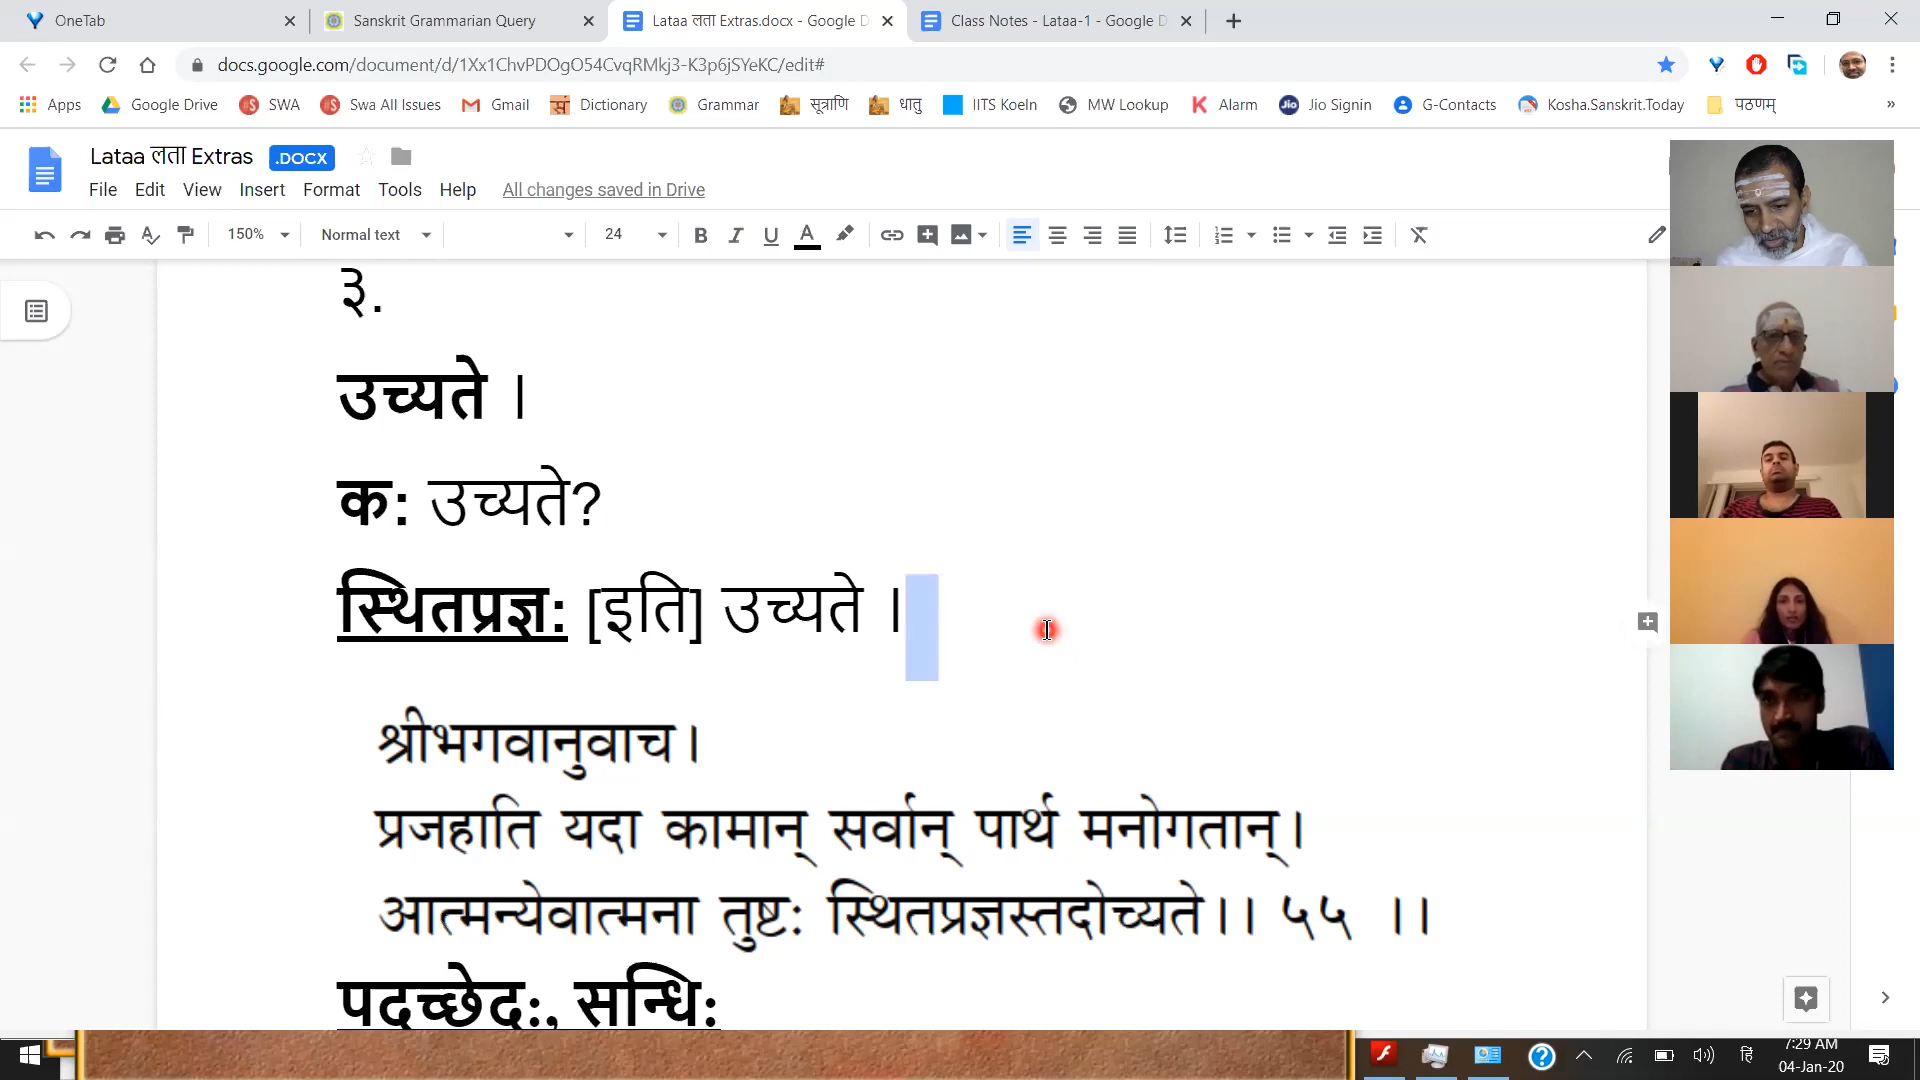 OneTab
Sanskrit Grammarian Query
Lataa लता Extras.docx - Google D
Class Notes - Lataa-1 - Google D
docs.google.com/document/d/1Xx1ChvPDOgO54CvqRMkj3-K3p6jSYeKC/edit#
Apps Google Drive SWA Swa All Issues Gmail Dictionary Grammar सूत्राणि धातु IITS Koeln MW Lookup Alarm Jio Signin G-Contacts Kosha.Sanskrit.Today पठणम् »
Lataa लता Extras .DOCX
File Edit View Insert Format Tools Help All changes saved in Drive
150% Normal text 24 B I U A
३.
उच्यते ।
क: उच्यते?
स्थितप्रज्ञ: [इति] उच्यते ।
श्रीभगवानुवाच।
प्रजहाति यदा कामान् सर्वान् पार्थ मनोगतान्।
आत्मन्येवात्मना तुष्टः स्थितप्रज्ञस्तदोच्यते।। ५५ ।।
पदच्छेद:, सन्धि:
हि
7:29 AM
04-Jan-20